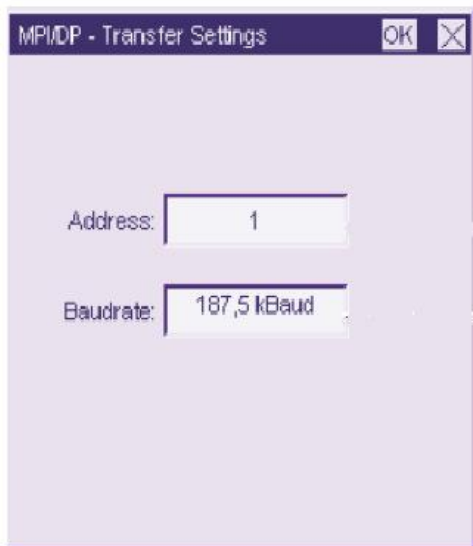 MPI/DP - Transfer Settings OK X
Address: 1
Baudrate: 187,5 kBaud